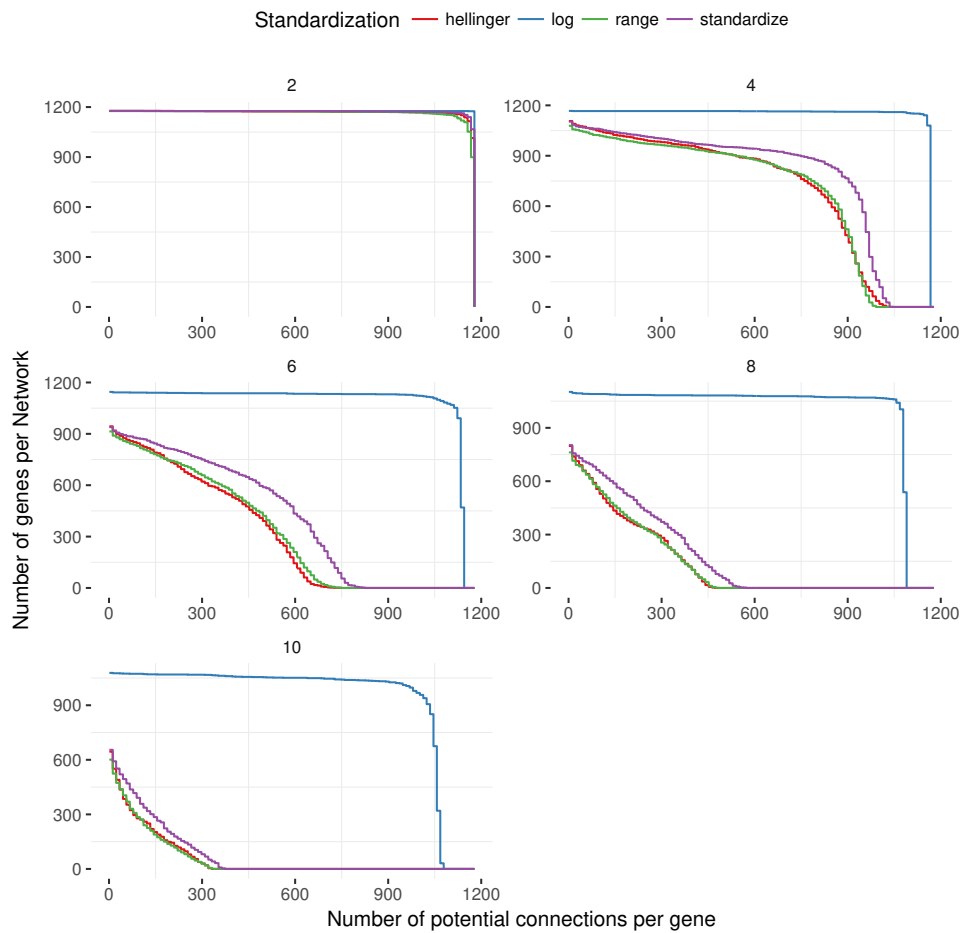 Standardization hellinger log range standardize
2 4
1200 900 600 300 0
0 300 600 900 1200
1200 900 600 300 0
0 300 600 900 1200
6 8
1200 900 600 300 0
0 300 600 900 1200
900 600 300 0
0 300 600 900 1200
10
900 600 300 0
0 300 600 900 1200
Number of genes per Network
Number of potential connections per gene